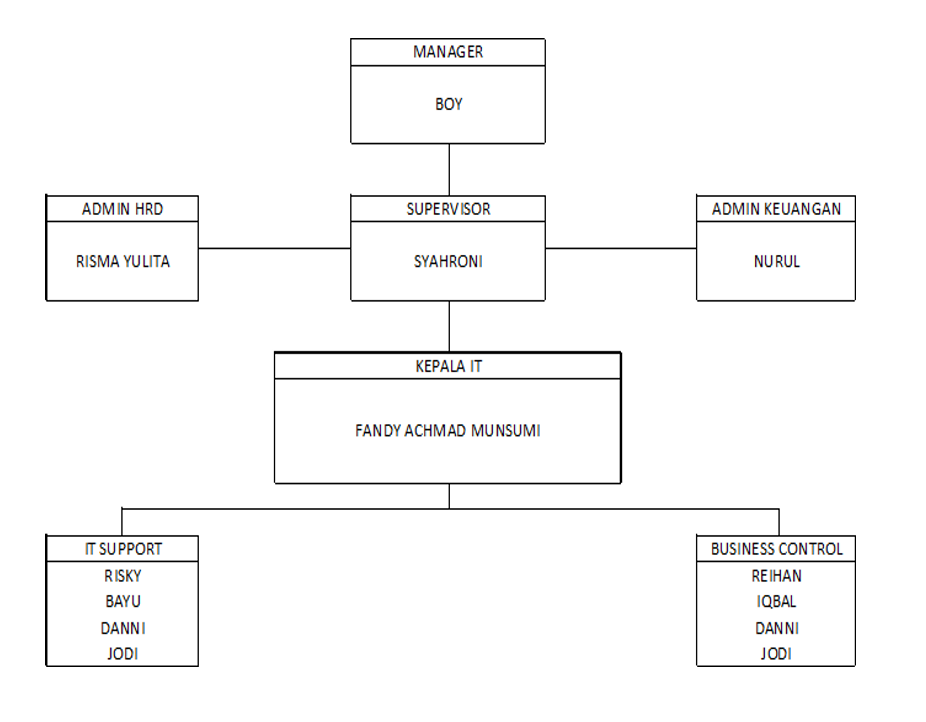 MANAGER
BOY
ADMIN HRD
RISMA YULITA
SUPERVISOR
SYAHRONI
ADMIN KEUANGAN
NURUL
KEPALA IT
FANDY ACHMAD MUNSUMI
IT SUPPORT
RISKY
BAYU
DANNI
JODI
BUSINESS CONTROL
REIHAN
IQBAL
DANNI
JODI